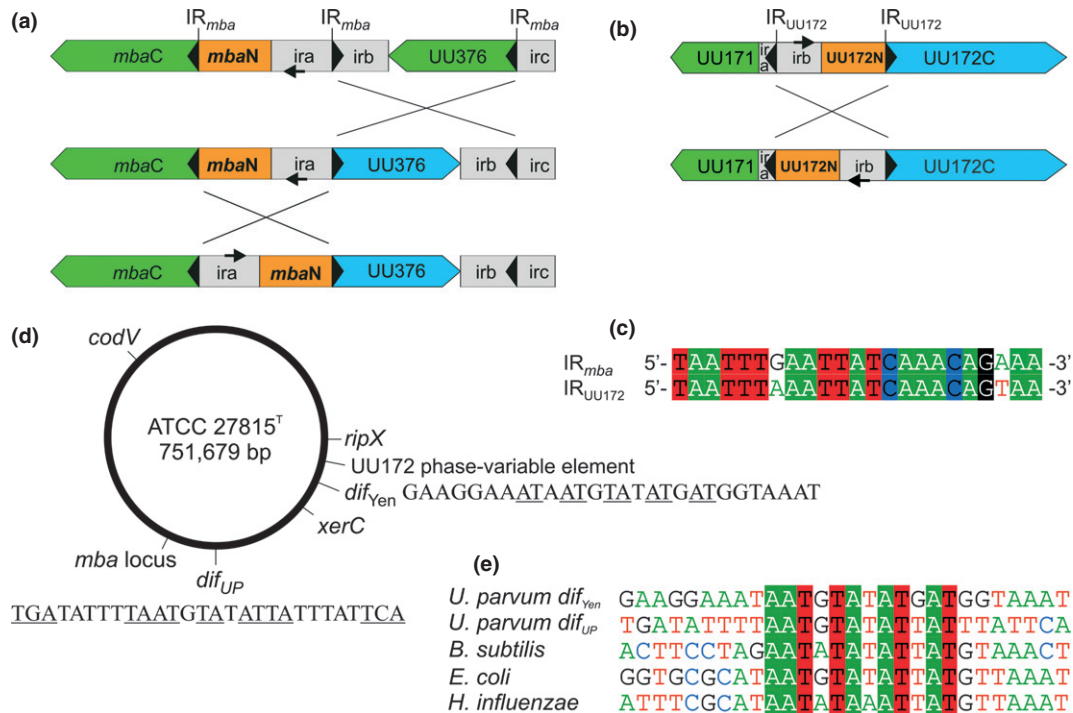 (a)
IRmba IRmba IRmba
mbaC mbaN ira irb UU376 irc
mbaC mbaN ira UU376 irb irc
mbaC ira mbaN UU376 irb irc
(b)
IRUU172 IRUU172
UU171 ira irb UU172N UU172C
UU171 ira UU172N irb UU172C
(c)
IRmba 5'- TAATTTGAATTATCAAACAGAAA -3'
IRUU172 5'- TAATTTAAATTATCAAACAGTAA -3'
(d)
codV
ATCC 27815T
751,679 bp
ripX
UU172 phase-variable element
difYen GAAGGAAATAATGTATATGATGGTAAAT
xerC
mba locus
difUP
TGATATTTTAATGTATATTATTTATTCA
(e)
U. parvum difYen GAAGGAAATAATGTATATGATGGTAAAT
U. parvum difUP TGATATTTTAATGTATATTATTTATTCA
B. subtilis ACTTCCTAGAATATATATTATGTAAACT
E. coli GGTGCGCATAATGTATATTATGTTAAAT
H. influenzae ATTTCGCATAATATAAATTATGTTAAAT